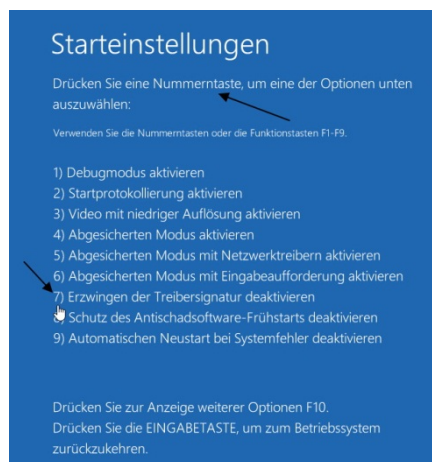 Starteinstellungen
Drücken Sie eine Nummerntaste, um eine der Optionen unten
auszuwählen:
Verwenden Sie die Nummerntasten oder die Funktionstasten F1-F9.
1) Debugmodus aktivieren
2) Startprotokollierung aktivieren
3) Video mit niedriger Auflösung aktivieren
4) Abgesicherten Modus aktivieren
5) Abgesicherten Modus mit Netzwerktreibern aktivieren
6) Abgesicherten Modus mit Eingabeaufforderung aktivieren
7) Erzwingen der Treibersignatur deaktivieren
8) Schutz des Antischadsoftware-Frühstarts deaktivieren
9) Automatischen Neustart bei Systemfehler deaktivieren
Drücken Sie zur Anzeige weiterer Optionen F10.
Drücken Sie die EINGABETASTE, um zum Betriebssystem
zurückzukehren.